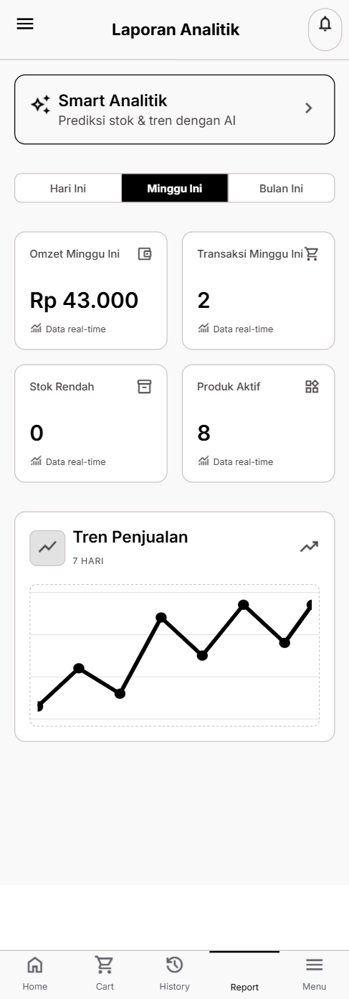 Laporan Analitik
Smart Analitik
Prediksi stok & tren dengan AI
Hari Ini
Minggu Ini
Bulan Ini
Omzet Minggu Ini
Rp 43.000
Data real-time
Transaksi Minggu Ini
2
Data real-time
Stok Rendah
0
Data real-time
Produk Aktif
8
Data real-time
Tren Penjualan
7 HARI
Home
Cart
History
Report
Menu